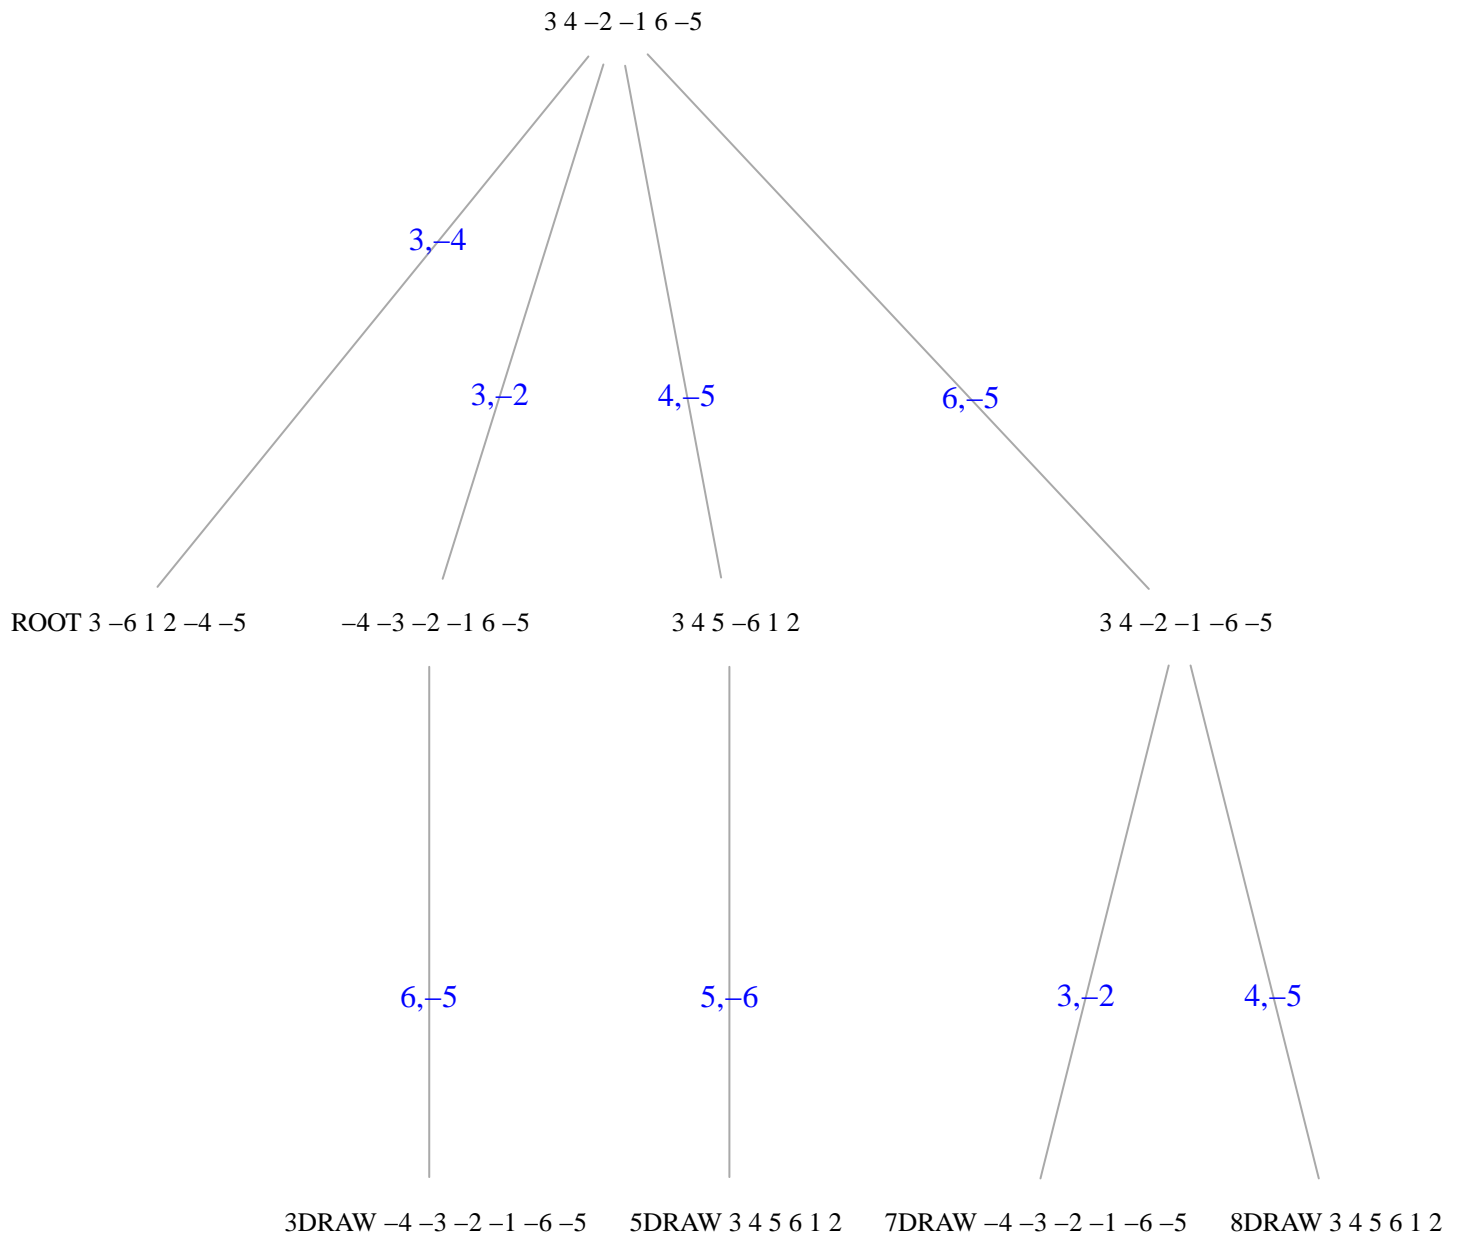 3 4 –2 –1 6 –5
3,–4
3,–2
4,–5
6,–5
ROOT 3 –6 1 2 –4 –5
–4 –3 –2 –1 6 –5
3 4 5 –6 1 2
3 4 –2 –1 –6 –5
6,–5
5,–6
3,–2
4,–5
3DRAW –4 –3 –2 –1 –6 –5
5DRAW 3 4 5 6 1 2
7DRAW –4 –3 –2 –1 –6 –5
8DRAW 3 4 5 6 1 2